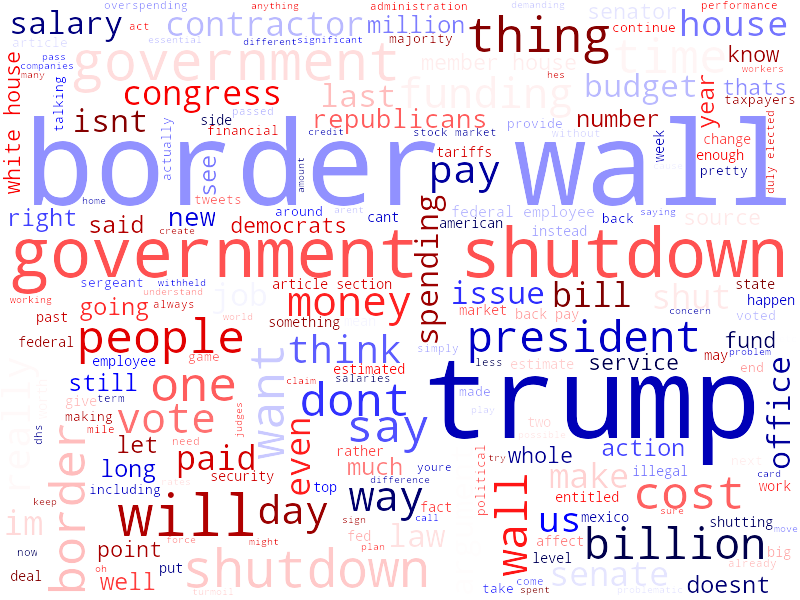 overspending
anything
administration
demanding
performance
salary
act
contractor
million
senator
house
article
essential
different
significant
majority
thing
continue
pass
companies
many
government
member house
time
know
workers
white house
talking
congress
last
funding
hes
budget
thats
taxpayers
isnt
side
financial
passed
republicans
credit
stock market
provide
without
number
year
change
enough
pretty
duly elected
border wall
actually
see
tweets
amount
tariffs
pay
week
home
right
said
new
create
democrats
around
arent
cant
american
federal employee
instead
back
saying
source
government shutdown
spending
working
sergeant
withheld
understand
always
article section
job
money
issue
bill
shut
state
happen
past
going
world
something
market
back pay
concern
voted
federal
people
employee
game
think
simply
president
fund
problem
less
estimate
service
may
end
still
term
one
want
claim
estimated
salaries
dont
made
play
trump
office
really
give
making
mile
vote
judges
even
say
two
possible
dhs
border
let
need
paid
security
rather
much
youre
difference
political
try
whole
action
illegal
next
card
work
long
including
top
way
fact
call
make
entitled
cost
sure
keep
im
will
day
sign
fed
law
plan
wall
us
mexico
affect
level
shutting
move
billion
big
already
now
deal
oh
point
well
put
force
might
shutdown
turmoil
take
come
spent
senate
problematic
doesnt